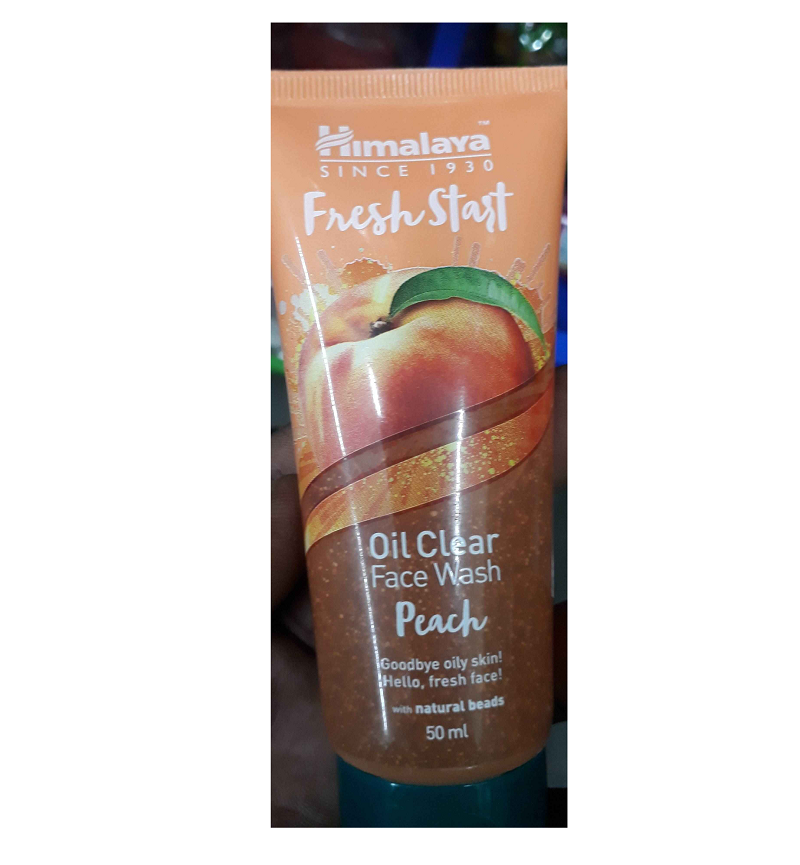 Himalaya™
SINCE 1930
Fresh Start
Oil Clear
Face Wash
Peach
Goodbye oily skin!
Hello, fresh face!
with natural beads
50 ml